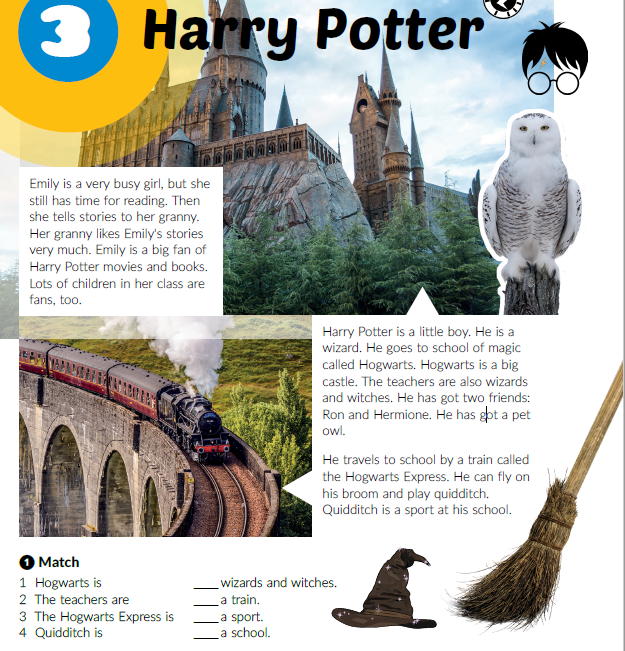 3 Harry Potter
Emily is a very busy girl, but she
still has time for reading. Then
she tells stories to her granny.
Her granny likes Emily's stories
very much. Emily is a big fan of
Harry Potter movies and books.
Lots of children in her class are
fans, too.
Harry Potter is a little boy. He is a
wizard. He goes to school of magic
called Hogwarts. Hogwarts is a big
castle. The teachers are also wizards
and witches. He has got two friends:
Ron and Hermione. He has got a pet
owl.
He travels to school by a train called
the Hogwarts Express. He can fly on
his broom and play quidditch.
Quidditch is a sport at his school.
1 Match
1 Hogwarts is ____ wizards and witches.
2 The teachers are ____ a train.
3 The Hogwarts Express is ____ a sport.
4 Quidditch is ____ a school.